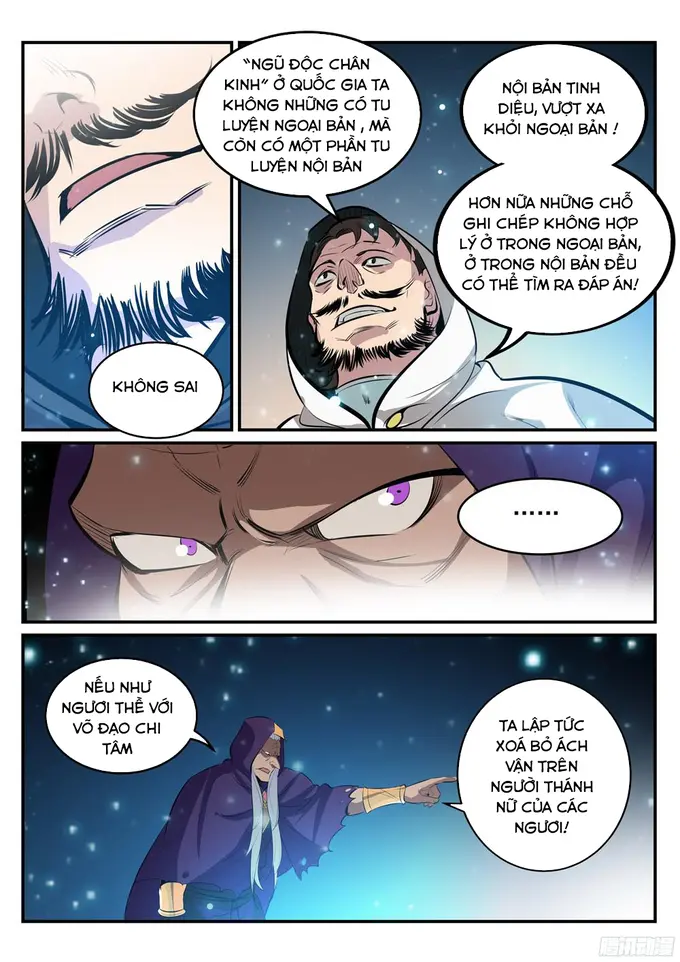 KHÔNG SAI
"NGŨ ĐỘC CHÂN
KINH" Ở QUỐC GIA TA
KHÔNG NHỮNG CÓ TU
LUYỆN NGOẠI BẢN , MÀ
CÒN CÓ MỘT PHẦN TU
LUYỆN NỘI BẢN
NỘI BẢN TINH
DIỆU, VƯỢT XA
KHỎI NGOẠI BẢN !
HƠN NỮA NHỮNG CHỖ
GHI CHÉP KHÔNG HỢP
LÝ Ở TRONG NGOẠI BẢN,
Ở TRONG NỘI BẢN ĐỀU
CÓ THỂ TÌM RA ĐÁP ÁN!
......
NẾU NHƯ
NGƯƠI THỀ VỚI
VÕ ĐẠO CHI
TÂM
TA LẬP TỨC
XOÁ BỎ ÁCH
VẬN TRÊN
NGƯỜI THÁNH
NỮ CỦA CÁC
NGƯƠI!
腾讯动漫